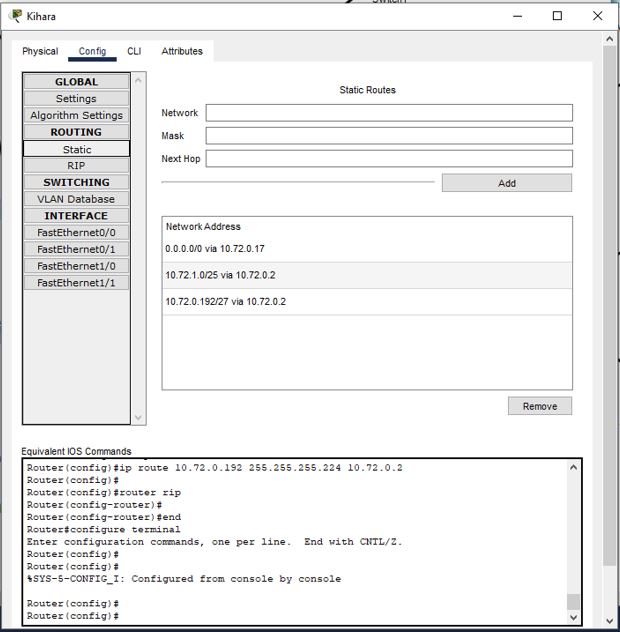 Kihara
Physical Config CLI Attributes
GLOBAL
Settings
Algorithm Settings
ROUTING
Static
RIP
SWITCHING
VLAN Database
INTERFACE
FastEthernet0/0
FastEthernet0/1
FastEthernet1/0
FastEthernet1/1
Static Routes
Network
Mask
Next Hop
Add
Network Address
0.0.0.0/0 via 10.72.0.17
10.72.1.0/25 via 10.72.0.2
10.72.0.192/27 via 10.72.0.2
Remove
Equivalent IOS Commands
Router(config)#ip route 10.72.0.192 255.255.255.224 10.72.0.2
Router(config)#
Router(config)#router rip
Router(config-router)#
Router(config-router)#end
Router#configure terminal
Enter configuration commands, one per line. End with CNTL/Z.
Router(config)#
Router(config)#
%SYS-5-CONFIG_I: Configured from console by console
Router(config)#
Router(config)#